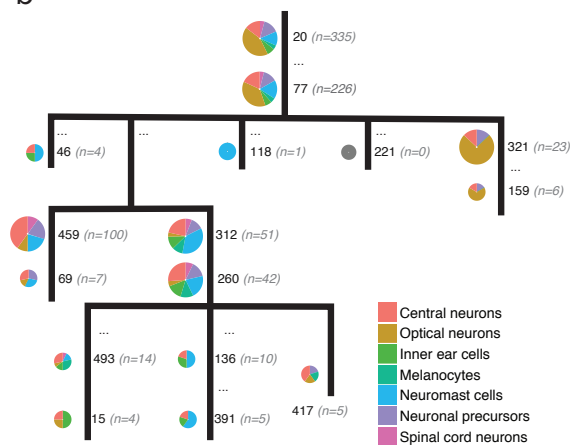 b
20 (n=335)
...
77 (n=226)
... ... ... ...
46 (n=4) 118 (n=1) 221 (n=0) 321 (n=23)
...
159 (n=6)
459 (n=100) 312 (n=51)
69 (n=7) 260 (n=42)
... ...
493 (n=14) 136 (n=10)
...
15 (n=4) 391 (n=5) 417 (n=5)
Central neurons
Optical neurons
Inner ear cells
Melanocytes
Neuromast cells
Neuronal precursors
Spinal cord neurons